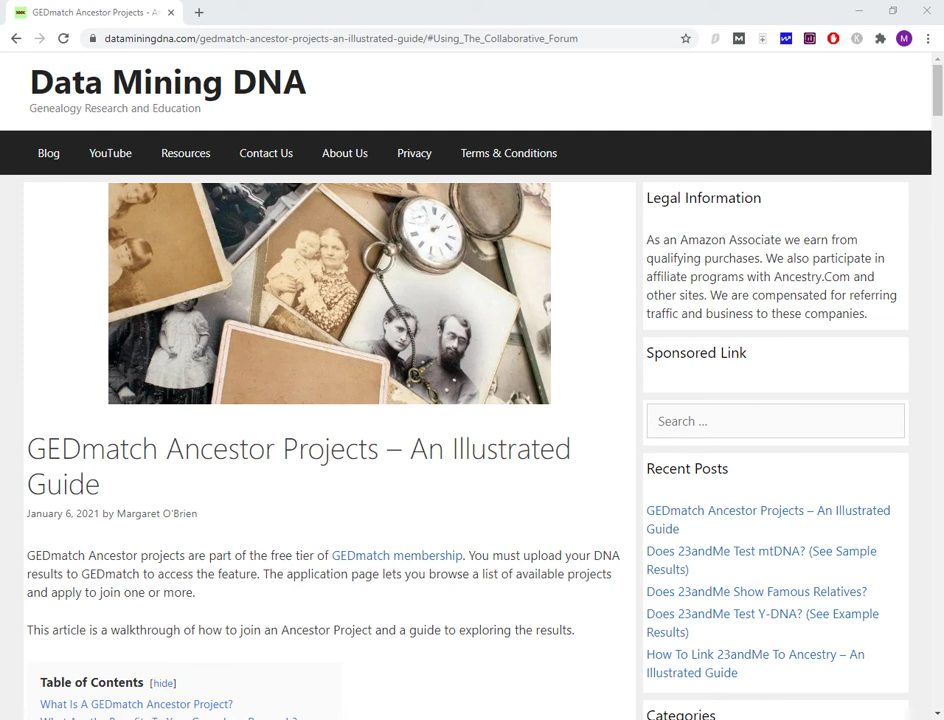 GEDmatch Ancestor Projects - A
dataminingdna.com/gedmatch-ancestor-projects-an-illustrated-guide/#Using_The_Collaborative_Forum
M
Data Mining DNA
Genealogy Research and Education
Blog YouTube Resources Contact Us About Us Privacy Terms & Conditions
GEDmatch Ancestor Projects – An Illustrated
Guide
January 6, 2021 by Margaret O'Brien
GEDmatch Ancestor projects are part of the free tier of GEDmatch membership. You must upload your DNA
results to GEDmatch to access the feature. The application page lets you browse a list of available projects
and apply to join one or more.
This article is a walkthrough of how to join an Ancestor Project and a guide to exploring the results.
Table of Contents [hide]
What Is A GEDmatch Ancestor Project?
Legal Information
As an Amazon Associate we earn from
qualifying purchases. We also participate in
affiliate programs with Ancestry.Com and
other sites. We are compensated for referring
traffic and business to these companies.
Sponsored Link
Search ...
Recent Posts
GEDmatch Ancestor Projects – An Illustrated
Guide
Does 23andMe Test mtDNA? (See Sample
Results)
Does 23andMe Show Famous Relatives?
Does 23andMe Test Y-DNA? (See Example
Results)
How To Link 23andMe To Ancestry – An
Illustrated Guide
Categories